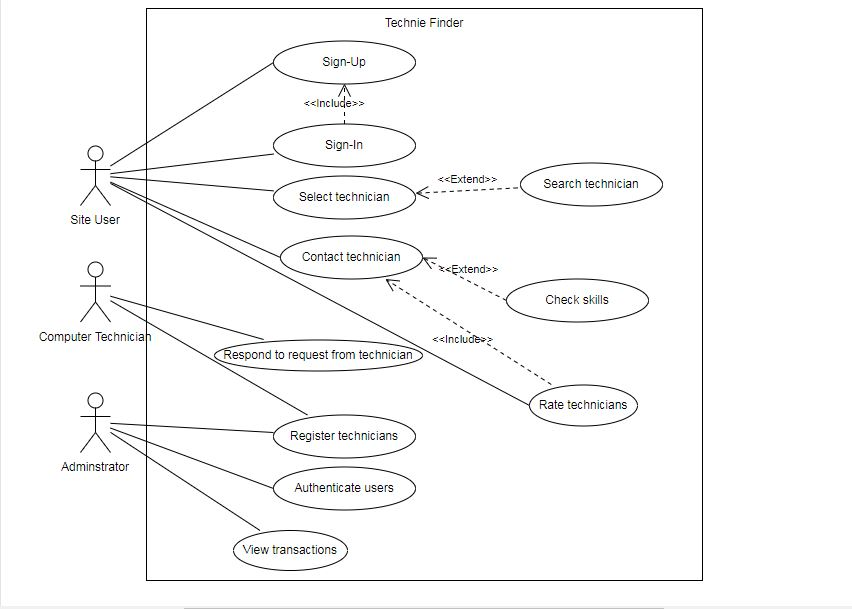 Technie Finder
Sign-Up
<<Include>>
Sign-In
<<Extend>>
Search technician
Select technician
Site User
Contact technician
<<Extend>>
Check skills
Computer Technician
<<Include>>
Respond to request from technician
Rate technicians
Register technicians
Adminstrator
Authenticate users
View transactions